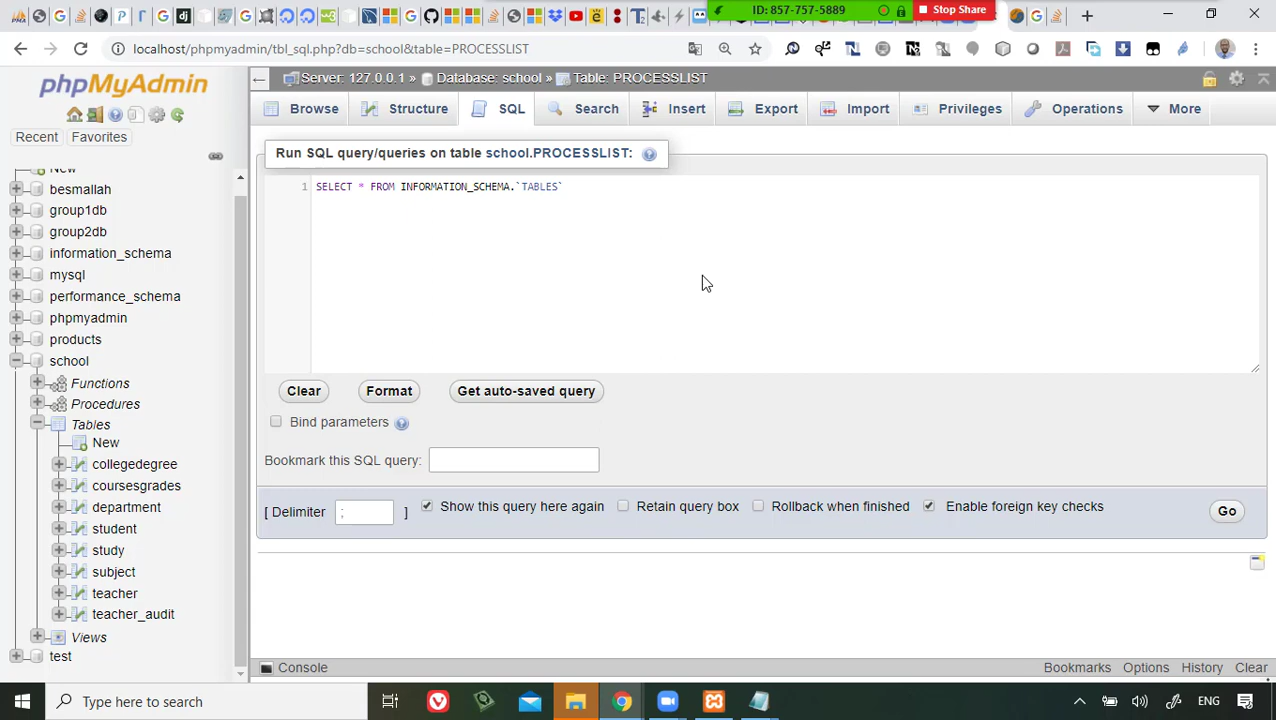 ID: 857-757-5889
Stop Share
localhost/phpmyadmin/tbl_sql.php?db=school&table=PROCESSLIST
phpMyAdmin
Recent
Favorites
New
besmallah
group1db
group2db
information_schema
mysql
performance_schema
phpmyadmin
products
school
Functions
Procedures
Tables
New
collegedegree
coursesgrades
department
student
study
subject
teacher
teacher_audit
Views
test
Server: 127.0.0.1 » Database: school » Table: PROCESSLIST
Browse
Structure
SQL
Search
Insert
Export
Import
Privileges
Operations
More
Run SQL query/queries on table school.PROCESSLIST:
1 SELECT * FROM INFORMATION_SCHEMA.`TABLES`
Clear
Format
Get auto-saved query
Bind parameters
Bookmark this SQL query:
[ Delimiter ; ]
Show this query here again
Retain query box
Rollback when finished
Enable foreign key checks
Go
Console
Bookmarks
Options
History
Clear
Type here to search
ENG